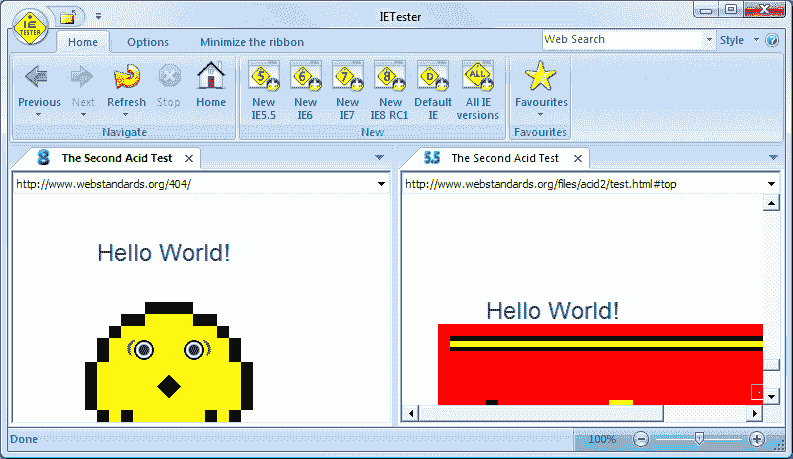 IETester
IE
TESTER
Home Options Minimize the ribbon Web Search Style
5 6 7 8 D ALL
Previous Next Refresh Stop Home New New New New Default All IE Favourites
IE5.5 IE6 IE7 IE8 RC1 IE versions
Navigate New Favourites
8 The Second Acid Test 5.5 The Second Acid Test
http://www.webstandards.org/404/ http://www.webstandards.org/files/acid2/test.html#top
Hello World!
Hello World!
Done 100%